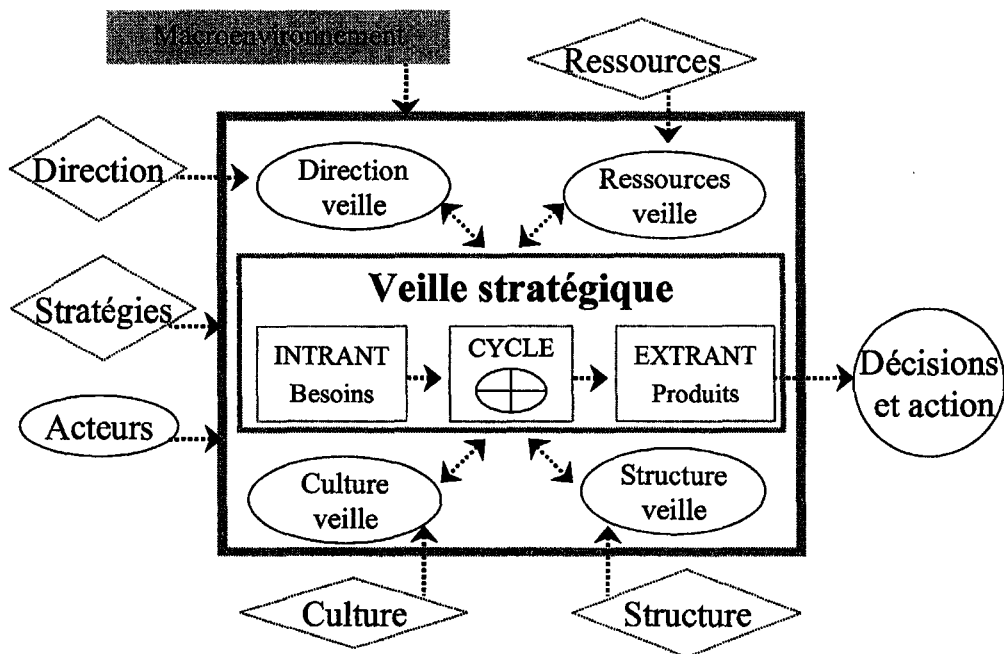 Macroenvironnement
Ressources
Direction
Direction
veille
Ressources
veille
Veille stratégique
Stratégies
INTRANT
Besoins
CYCLE
EXTRANT
Produits
Décisions
et action
Acteurs
Culture
veille
Structure
veille
Culture
Structure